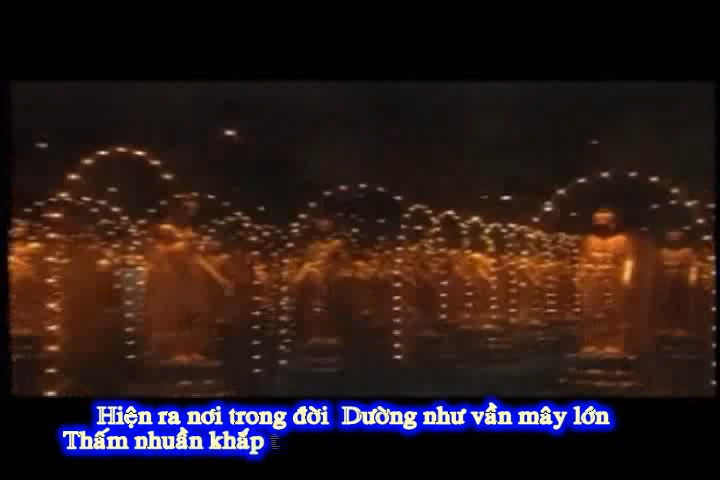 Hiện ra nơi trong đời Dường như vần mây lớn
Thấm nhuần khắp